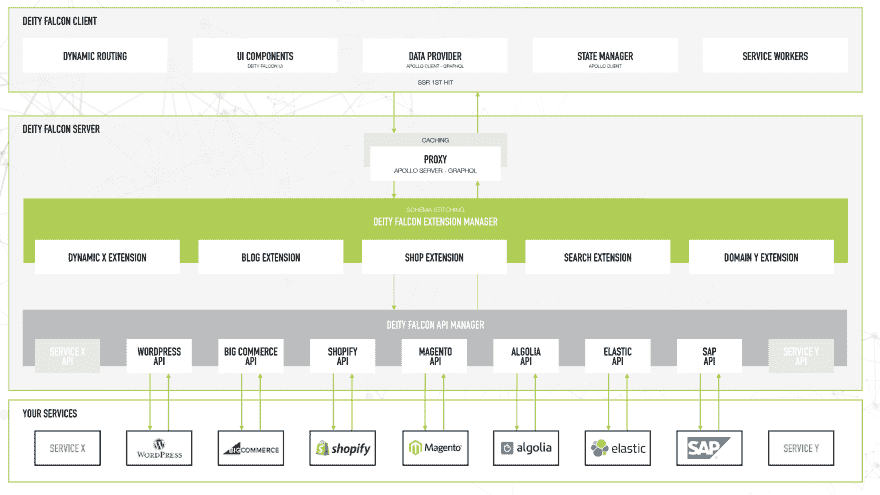 DEITY FALCON CLIENT
DYNAMIC ROUTING
UI COMPONENTS
DEITY FALCON UI
DATA PROVIDER
APOLLO CLIENT - GRAPHQL
STATE MANAGER
APOLLO CLIENT
SERVICE WORKERS
SSR 1ST HIT
DEITY FALCON SERVER
CACHING
PROXY
APOLLO SERVER - GRAPHQL
SCHEMA STITCHING
DEITY FALCON EXTENSION MANAGER
DYNAMIC X EXTENSION
BLOG EXTENSION
SHOP EXTENSION
SEARCH EXTENSION
DOMAIN Y EXTENSION
DEITY FALCON API MANAGER
SERVICE X
API
WORDPRESS
API
BIG COMMERCE
API
SHOPIFY
API
MAGENTO
API
ALGOLIA
API
ELASTIC
API
SAP
API
SERVICE Y
API
YOUR SERVICES
SERVICE X
WORDPRESS
BIGCOMMERCE
shopify
Magento
algolia
elastic
SAP
SERVICE Y